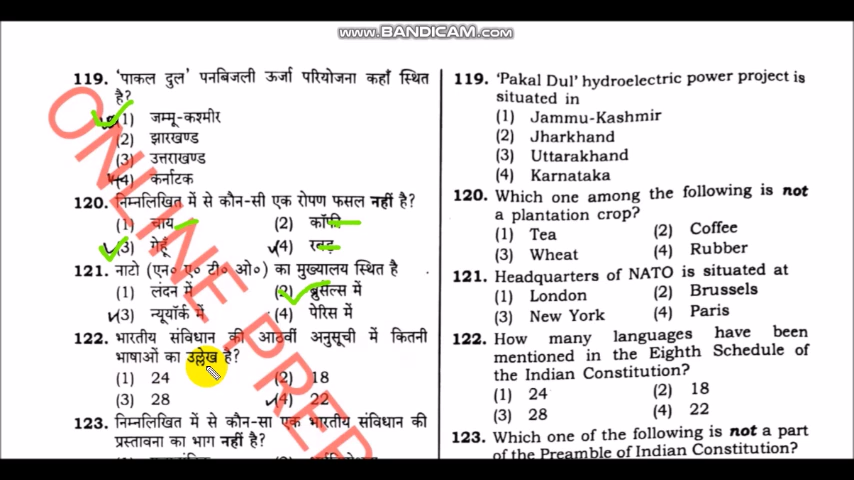 www.BANDICAM.com
119. 'पाकल दुल' पनबिजली ऊर्जा परियोजना कहाँ स्थित
है?
(1) जम्मू-कश्मीर
(2) झारखण्ड
(3) उत्तराखण्ड
(4) कर्नाटक
120. निम्नलिखित में से कौन-सी एक रोपण फसल नहीं है?
(1) चाय (2) कॉफी
(3) गेहूँ (4) रबड़
121. नाटो (एन० ए० टी० ओ०) का मुख्यालय स्थित है
(1) लंदन में (2) ब्रुसेल्स में
(3) न्यूयॉर्क में (4) पेरिस में
122. भारतीय संविधान की आठवीं अनुसूची में कितनी
भाषाओं का उल्लेख है?
(1) 24 (2) 18
(3) 28 (4) 22
123. निम्नलिखित में से कौन-सा एक भारतीय संविधान की
प्रस्तावना का भाग नहीं है?
119. 'Pakal Dul' hydroelectric power project is
situated in
(1) Jammu-Kashmir
(2) Jharkhand
(3) Uttarakhand
(4) Karnataka
120. Which one among the following is not
a plantation crop?
(1) Tea (2) Coffee
(3) Wheat (4) Rubber
121. Headquarters of NATO is situated at
(1) London (2) Brussels
(3) New York (4) Paris
122. How many languages have been
mentioned in the Eighth Schedule of
the Indian Constitution?
(1) 24 (2) 18
(3) 28 (4) 22
123. Which one of the following is not a part
of the Preamble of Indian Constitution?
ONLINE PREP